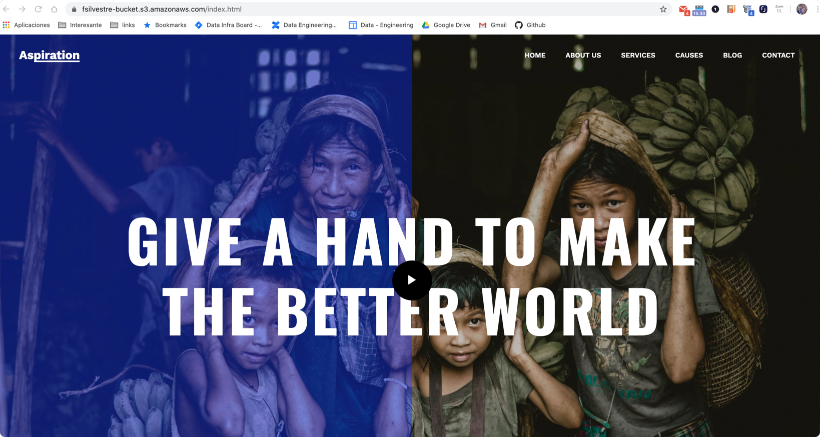 fsilvestre-bucket.s3.amazonaws.com/index.html
Aplicaciones Interesante links Bookmarks Data Infra Board -... Data Engineering... Data - Engineering Google Drive Gmail Github
Aspiration HOME ABOUT US SERVICES CAUSES BLOG CONTACT
GIVE A HAND TO MAKE
THE BETTER WORLD